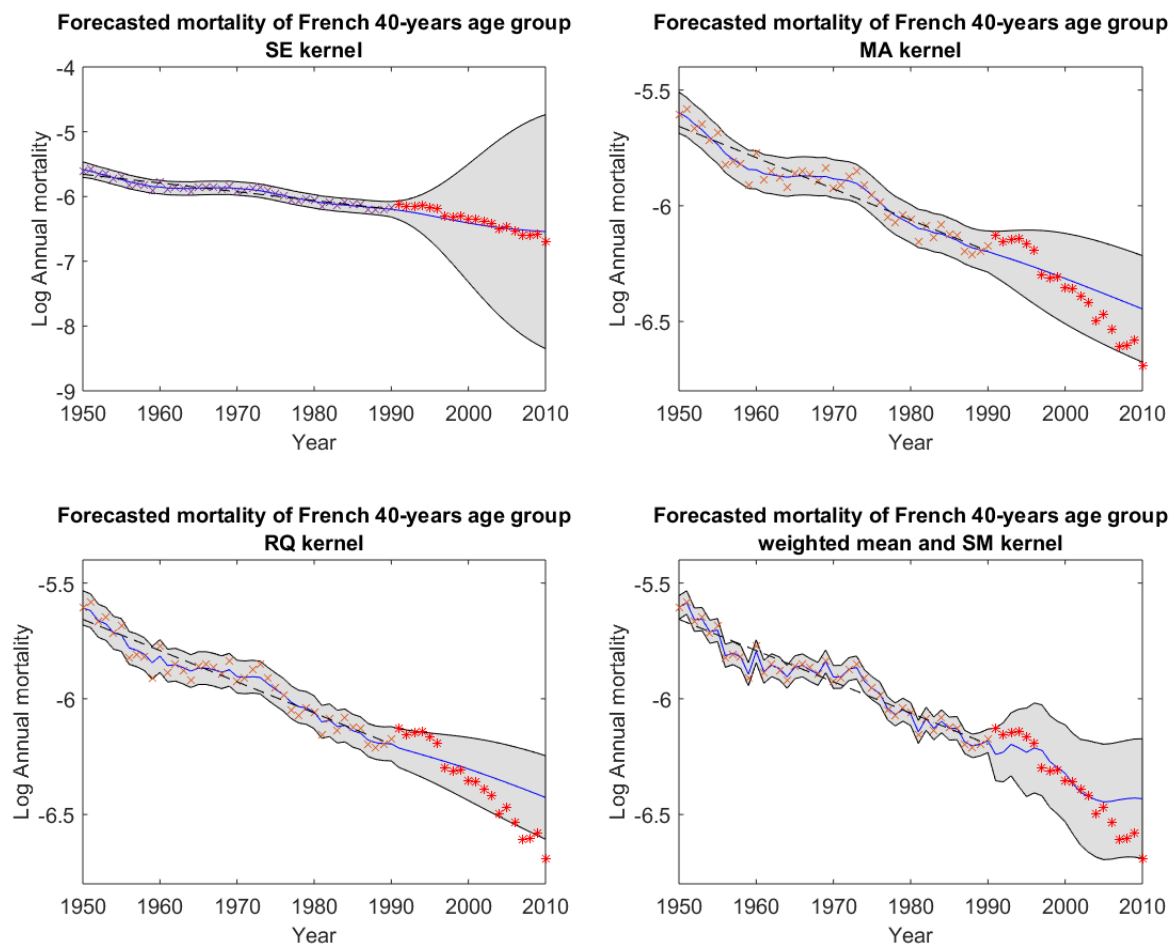 Forecasted mortality of French 40-years age group
SE kernel
-4
-5
-6
-7
-8
-9
Log Annual mortality
1950 1960 1970 1980 1990 2000 2010
Year
Forecasted mortality of French 40-years age group
MA kernel
-5.5
-6
-6.5
Log Annual mortality
1950 1960 1970 1980 1990 2000 2010
Year
Forecasted mortality of French 40-years age group
RQ kernel
-5.5
-6
-6.5
Log Annual mortality
1950 1960 1970 1980 1990 2000 2010
Year
Forecasted mortality of French 40-years age group
weighted mean and SM kernel
-5.5
-6
-6.5
Log Annual mortality
1950 1960 1970 1980 1990 2000 2010
Year